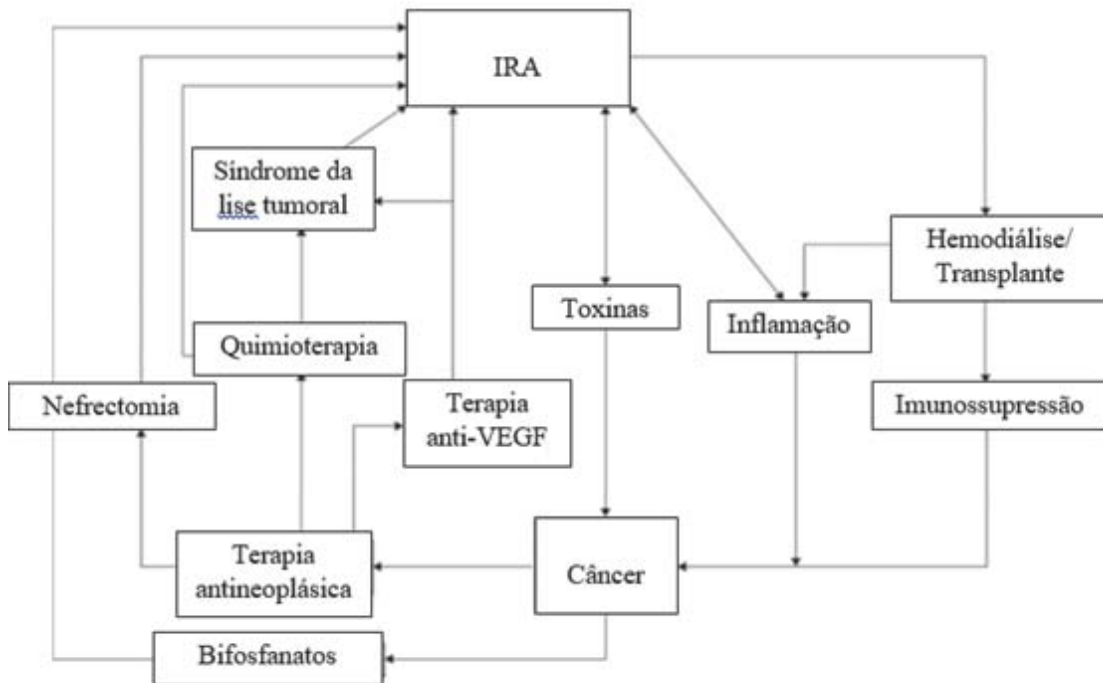 IRA
Síndrome da
lise tumoral
Hemodiálise/
Transplante
Toxinas
Inflamação
Quimioterapia
Nefrectomia
Terapia
anti-VEGF
Imunossupressão
Terapia
antineoplásica
Câncer
Bifosfanatos